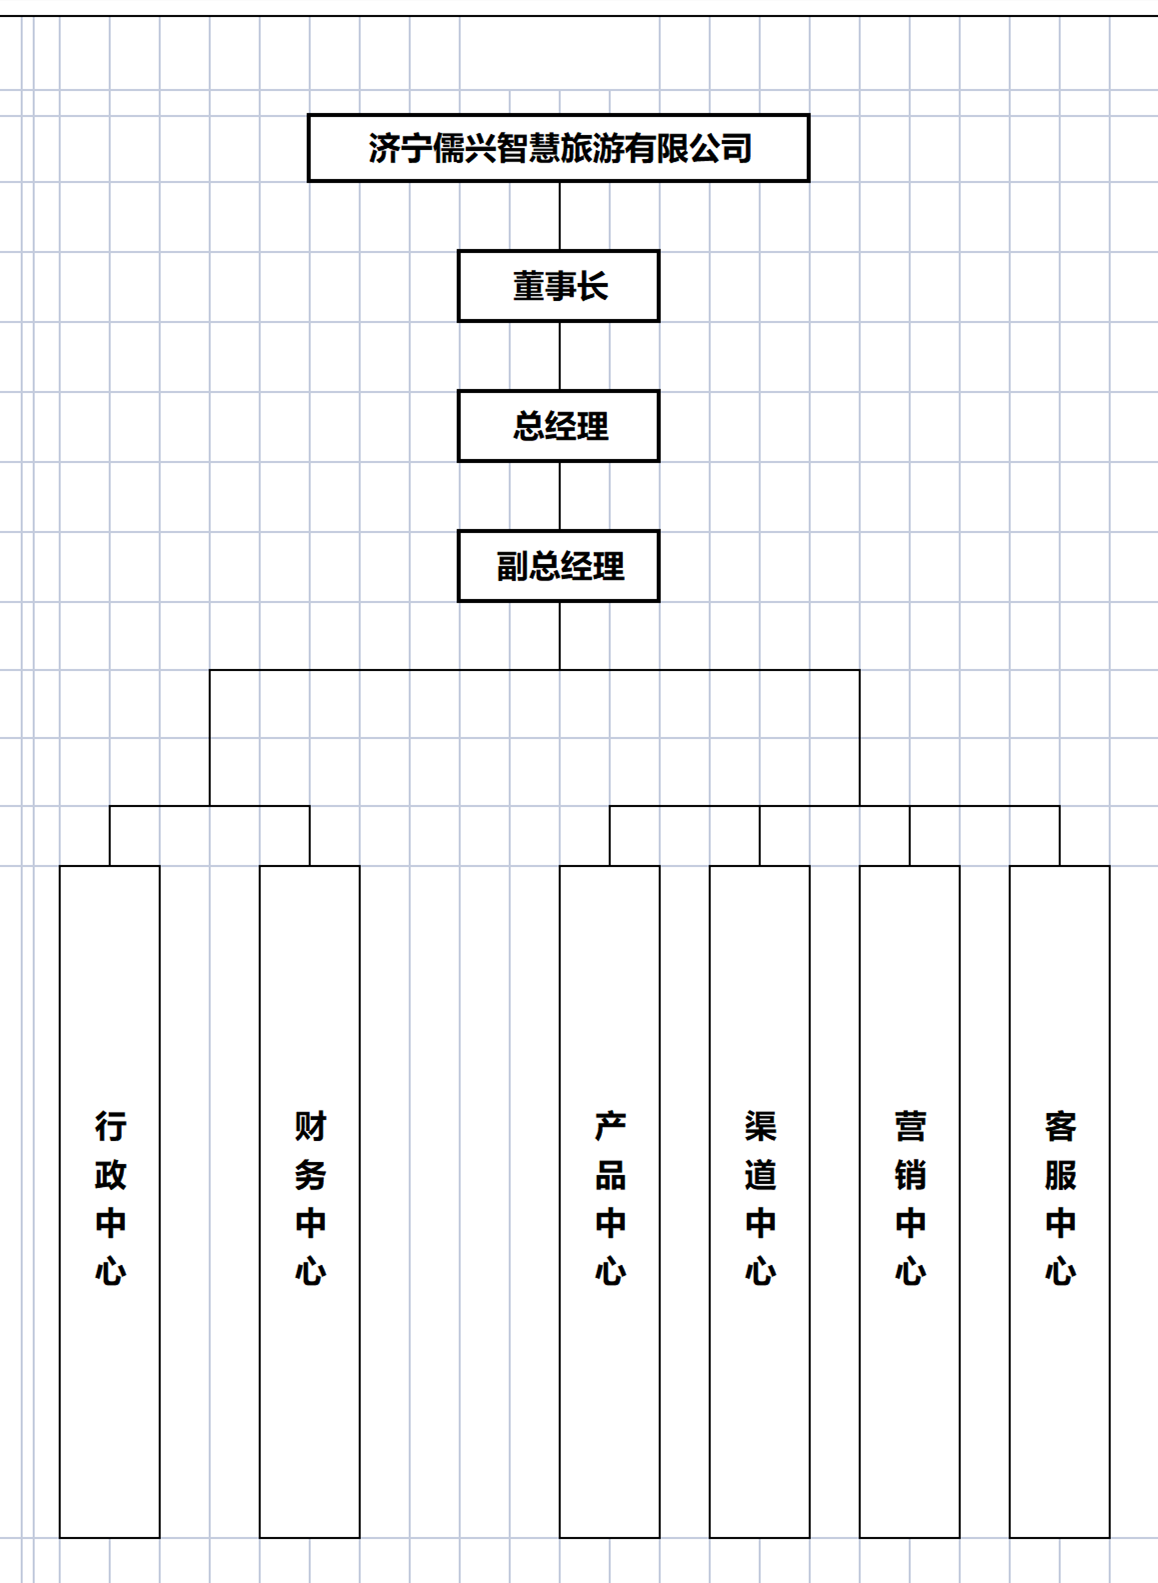 济宁儒兴智慧旅游有限公司
董事长
总经理
副总经理
行政中心
财务中心
产品中心
渠道中心
营销中心
客服中心